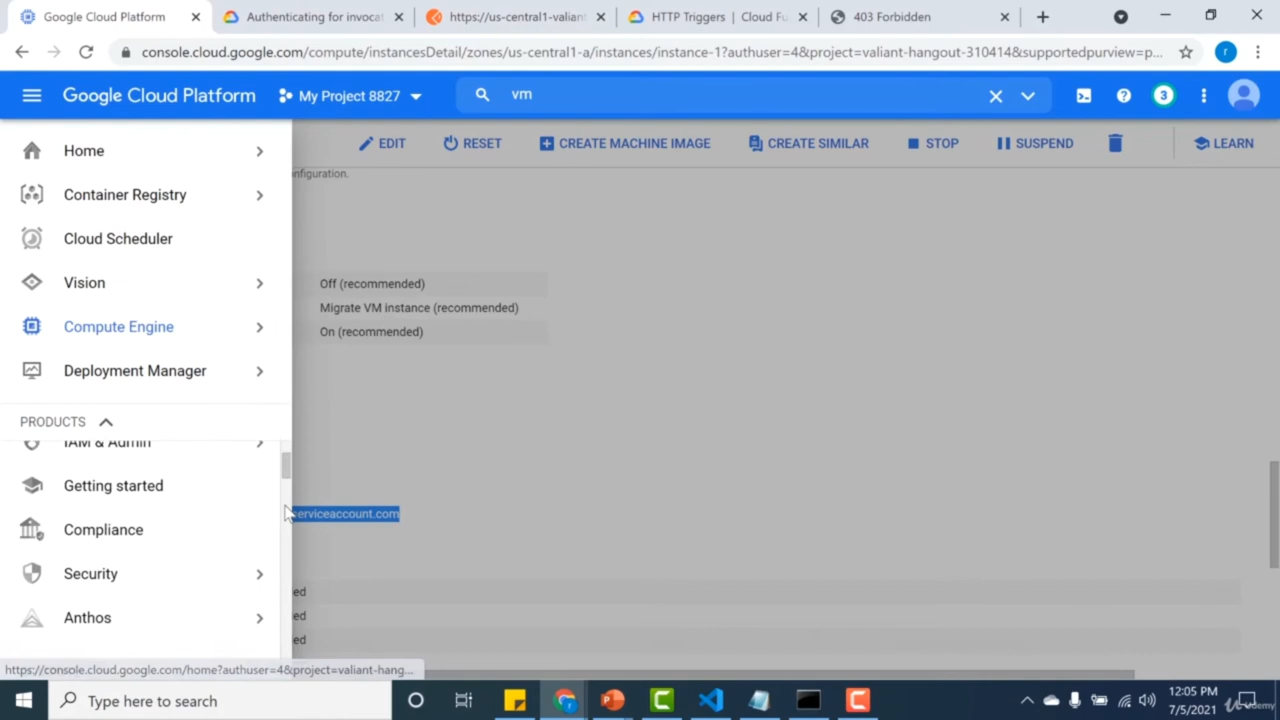 Google Cloud Platform
Authenticating for invocat
https://us-central1-valiant
HTTP Triggers | Cloud Fu
403 Forbidden
console.cloud.google.com/compute/instancesDetail/zones/us-central1-a/instances/instance-1?authuser=4&project=valiant-hangout-310414&supportedpurview=p...
r
Google Cloud Platform
My Project 8827
vm
3
EDIT
RESET
CREATE MACHINE IMAGE
CREATE SIMILAR
STOP
SUSPEND
LEARN
Home
Container Registry
Cloud Scheduler
Vision
Compute Engine
Deployment Manager
PRODUCTS
IAM & Admin
Getting started
Compliance
Security
Anthos
onfiguration.
Off (recommended)
Migrate VM instance (recommended)
On (recommended)
serviceaccount.com
ed
ed
ed
https://console.cloud.google.com/home?authuser=4&project=valiant-hang...
Type here to search
12:05 PM
7/5/2021
Udemy